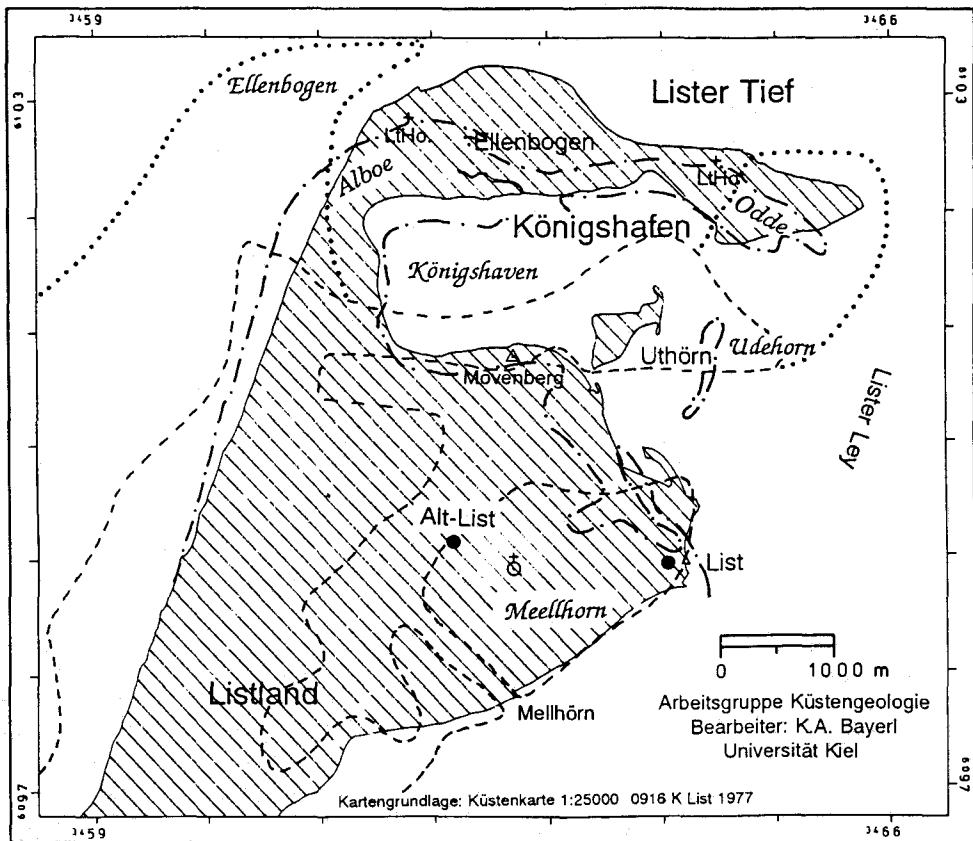 3459
3466
Ellenbogen
Lister Tief
6103
6103
LtHo.
Ellenbogen
Alboe
LtHo.
Odde
Königshafen
Königshaven
Uthörn
Udehorn
Mövenberg
Lister Ley
Alt-List
List
Meellhorn
0 1000 m
Listland
Mellhörn
Arbeitsgruppe Küstengeologie
Bearbeiter: K.A. Bayerl
Universität Kiel
6097
6097
Kartengrundlage: Küstenkarte 1:25000 0916 K List 1977
3459
3466